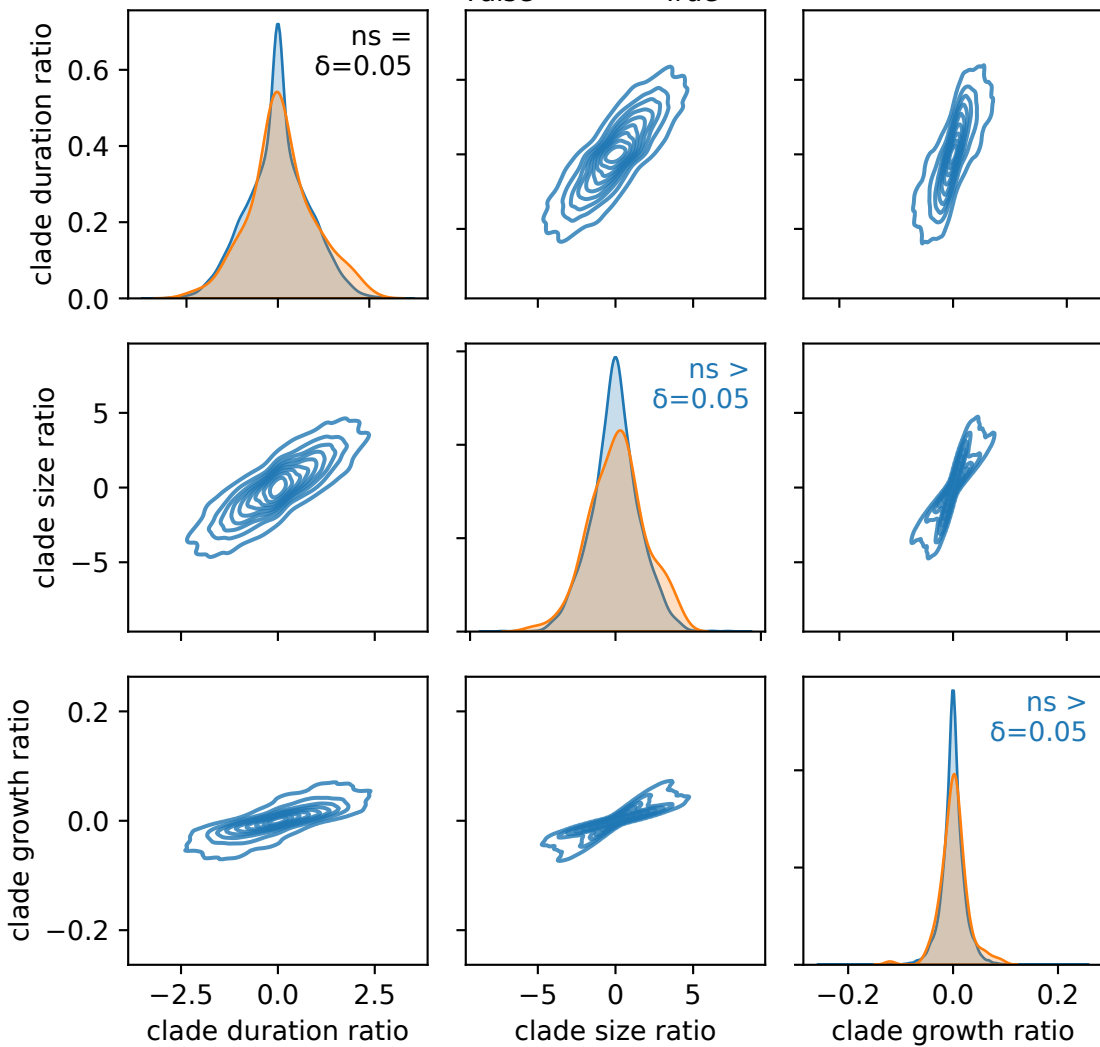 clade duration ratio
0.6
0.4
0.2
0.0
ns =
δ=0.05
clade size ratio
5
0
−5
ns >
δ=0.05
clade growth ratio
0.2
0.0
−0.2
ns >
δ=0.05
−2.5 0.0 2.5
−5 0 5
−0.2 0.0 0.2
clade duration ratio
clade size ratio
clade growth ratio